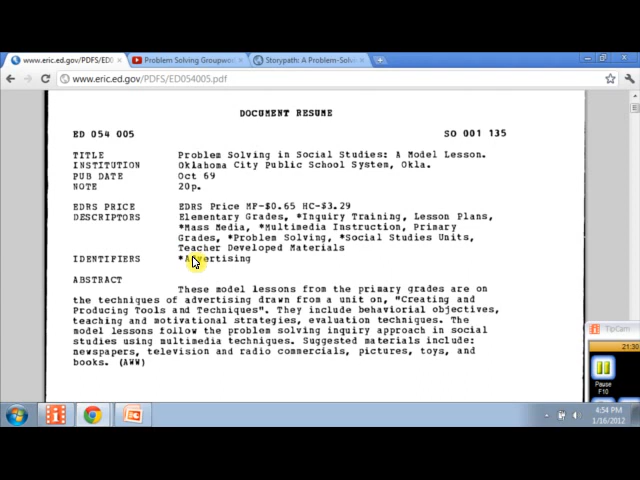 www.eric.ed.gov/PDFS/ED0
Problem Solving Groupwor
Storypath: A Problem-Solv
www.eric.ed.gov/PDFS/ED054005.pdf
DOCUMENT RESUME
ED 054 005
SO 001 135
TITLE Problem Solving in Social Studies: A Model Lesson.
INSTITUTION Oklahoma City Public School System, Okla.
PUB DATE Oct 69
NOTE 20p.
EDRS PRICE EDRS Price MF-$0.65 HC-$3.29
DESCRIPTORS Elementary Grades, *Inquiry Training, Lesson Plans,
*Mass Media, *Multimedia Instruction, Primary
Grades, *Problem Solving, *Social Studies Units,
Teacher Developed Materials
IDENTIFIERS *Advertising
ABSTRACT
These model lessons from the primary grades are on
the techniques of advertising drawn from a unit on, "Creating and
Producing Tools and Techniques". They include behaviorial objectives,
teaching and motivational strategies, evaluation techniques. The
model lessons follow the problem solving inquiry approach in social
studies using multimedia techniques. Suggested materials include:
newspapers, television and radio commercials, pictures, toys, and
books. (AWW)
TipCam
21:30
Pause
F10
4:54 PM
1/16/2012